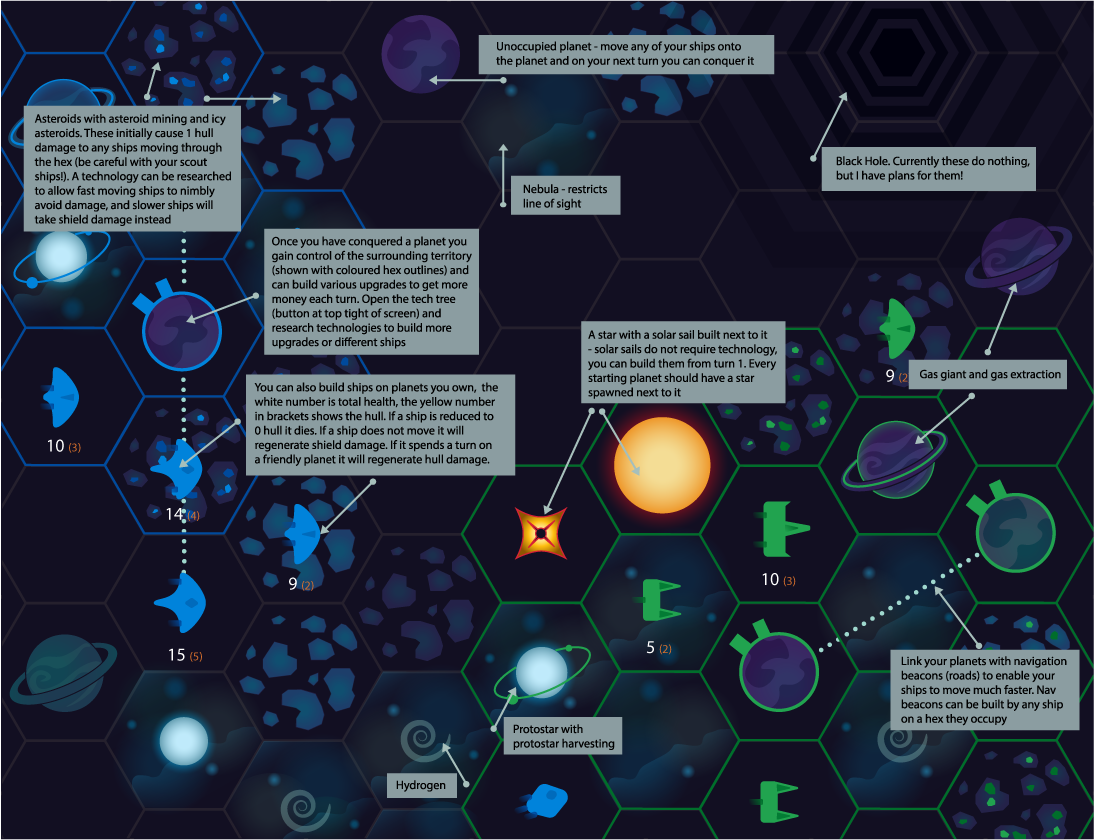 Unoccupied planet - move any of your ships onto
the planet and on your next turn you can conquer it
Asteroids with asteroid mining and icy
asteroids. These initially cause 1 hull
damage to any ships moving through
the hex (be careful with your scout
ships!). A technology can be researched
to allow fast moving ships to nimbly
avoid damage, and slower ships will
take shield damage instead
Black Hole. Currently these do nothing,
but I have plans for them!
Nebula - restricts
line of sight
Once you have conquered a planet you
gain control of the surrounding territory
(shown with coloured hex outlines) and
can build various upgrades to get more
money each turn. Open the tech tree
(button at top tight of screen) and
research technologies to build more
upgrades or different ships
A star with a solar sail built next to it
- solar sails do not require technology,
you can build them from turn 1. Every
starting planet should have a star
spawned next to it
9 (2
Gas giant and gas extraction
You can also build ships on planets you own, the
white number is total health, the yellow number
in brackets shows the hull. If a ship is reduced to
0 hull it dies. If a ship does not move it will
regenerate shield damage. If it spends a turn on
a friendly planet it will regenerate hull damage.
10 (3)
14 (4)
9 (2)
10 (3)
15 (5)
5 (2)
Link your planets with navigation
beacons (roads) to enable your
ships to move much faster. Nav
beacons can be built by any ship
on a hex they occupy
Protostar with
protostar harvesting
Hydrogen